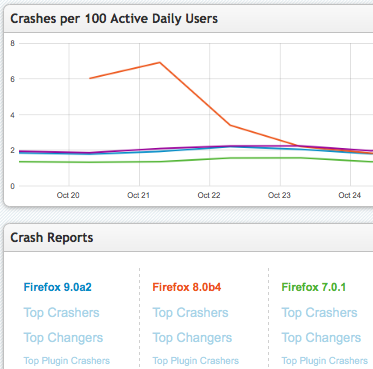 Crashes per 100 Active Daily Users
8
6
4
2
0
Oct 20 Oct 21 Oct 22 Oct 23 Oct 24
Crash Reports
Firefox 9.0a2 Firefox 8.0b4 Firefox 7.0.1
Top Crashers Top Crashers Top Crashers
Top Changers Top Changers Top Changers
Top Plugin Crashers Top Plugin Crashers Top Plugin Crashers